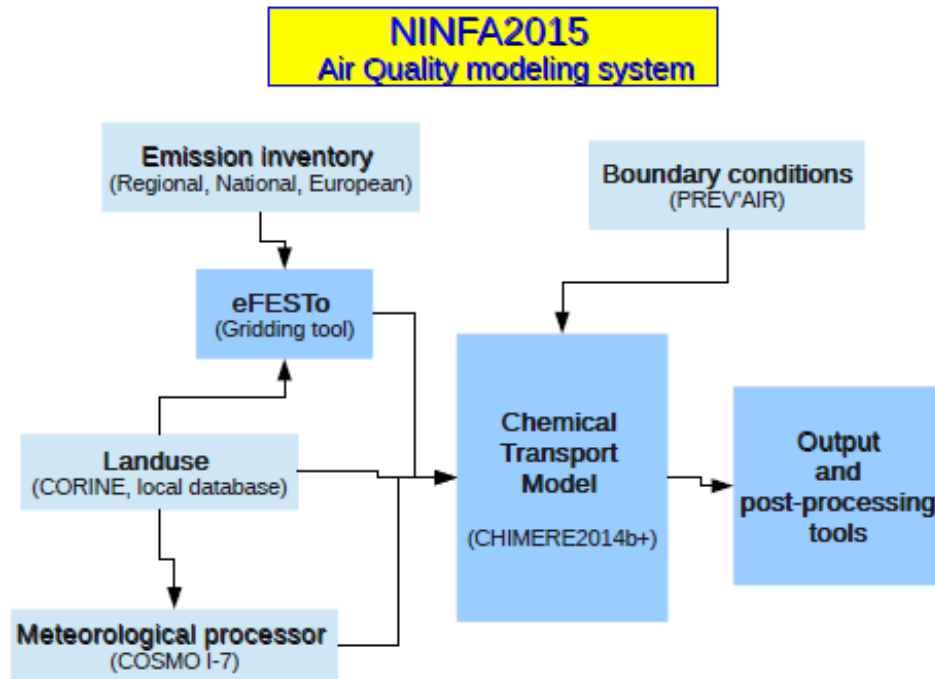 NINFA2015
Air Quality modeling system
Emission inventory
(Regional, National, European)
Boundary conditions
(PREV'AIR)
eFESTo
(Gridding tool)
Chemical
Transport
Model
(CHIMERE2014b+)
Output
and
post-processing
tools
Landuse
(CORINE, local database)
Meteorological processor
(COSMO I-7)